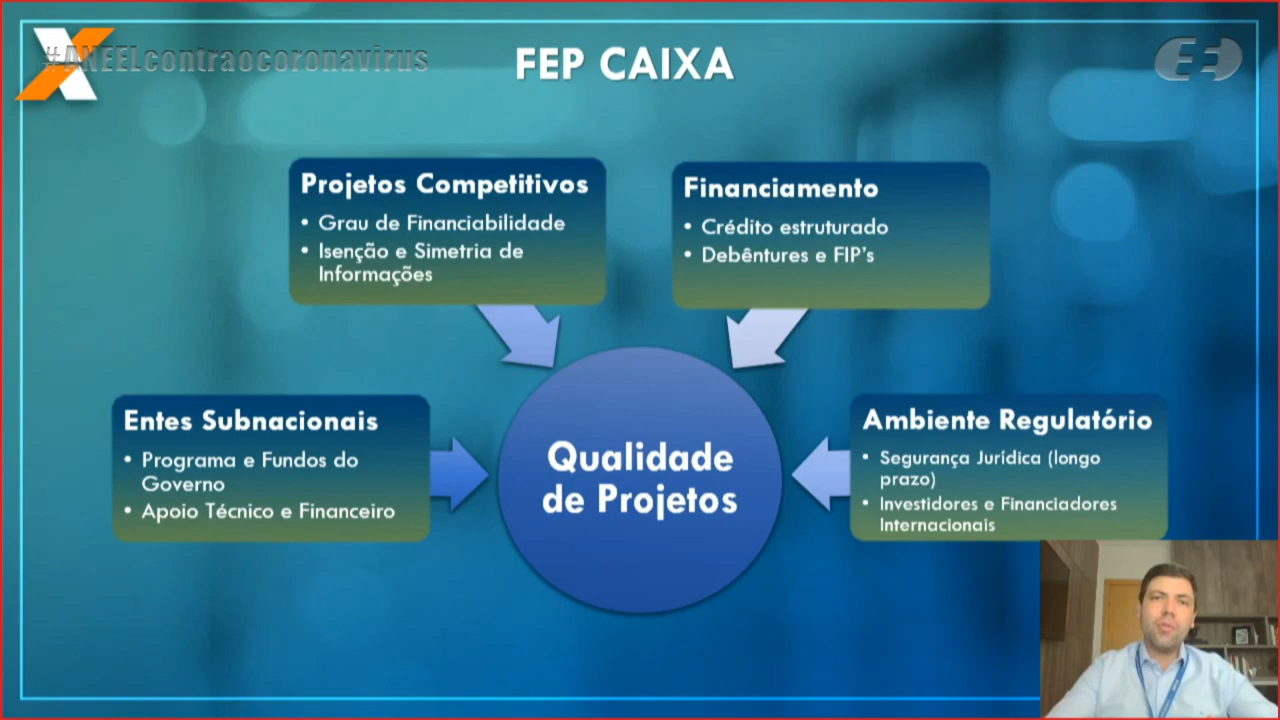 #ANEELcontraocoronavirus
FEP CAIXA
Projetos Competitivos
• Grau de Financiabilidade
• Isenção e Simetria de
Informações
Financiamento
• Crédito estruturado
• Debêntures e FIP's
Entes Subnacionais
• Programa e Fundos do
Governo
• Apoio Técnico e Financeiro
Qualidade
de Projetos
Ambiente Regulatório
• Segurança Jurídica (longo
prazo)
• Investidores e Financiadores
Internacionais